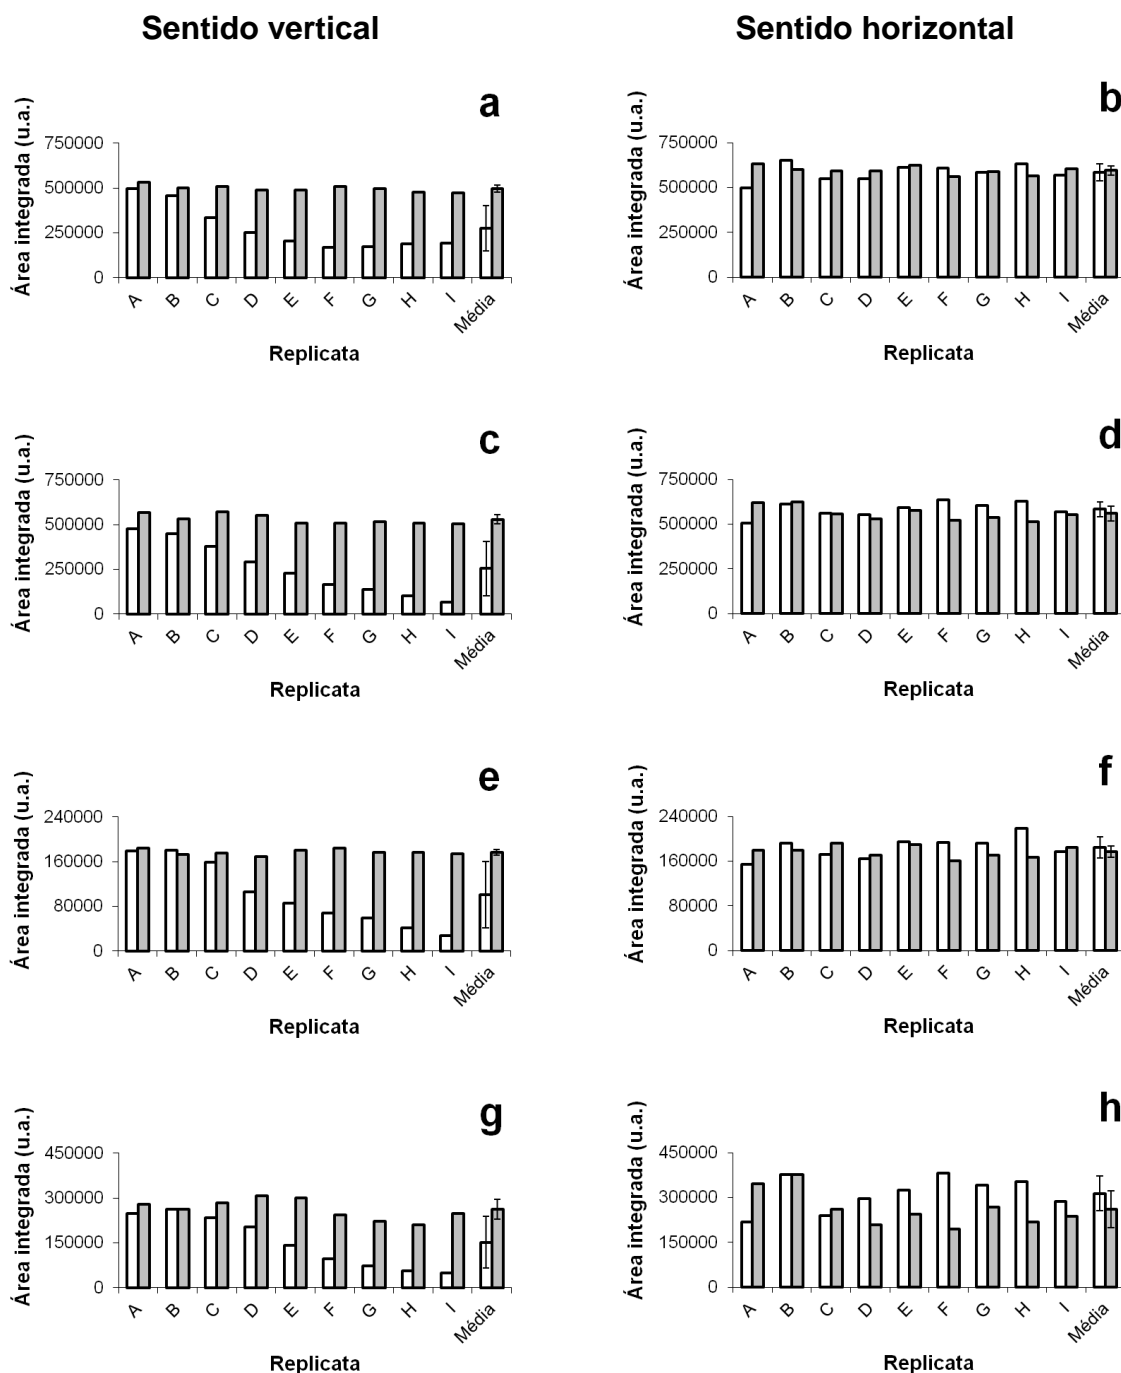 Sentido vertical
Sentido horizontal
a
Área integrada (u.a.)
750000
500000
250000
0
A B C D E F G H I Média
Replicata
b
Área integrada (u.a.)
750000
500000
250000
0
A B C D E F G H I Média
Replicata
c
Área integrada (u.a.)
750000
500000
250000
0
A B C D E F G H I Média
Replicata
d
Área integrada (u.a.)
750000
500000
250000
0
A B C D E F G H I Média
Replicata
e
Área integrada (u.a.)
240000
160000
80000
0
A B C D E F G H I Média
Replicata
f
Área integrada (u.a.)
240000
160000
80000
0
A B C D E F G H I Média
Replicata
g
Área integrada (u.a.)
450000
300000
150000
0
A B C D E F G H I Média
Replicata
h
Área integrada (u.a.)
450000
300000
150000
0
A B C D E F G H I Média
Replicata